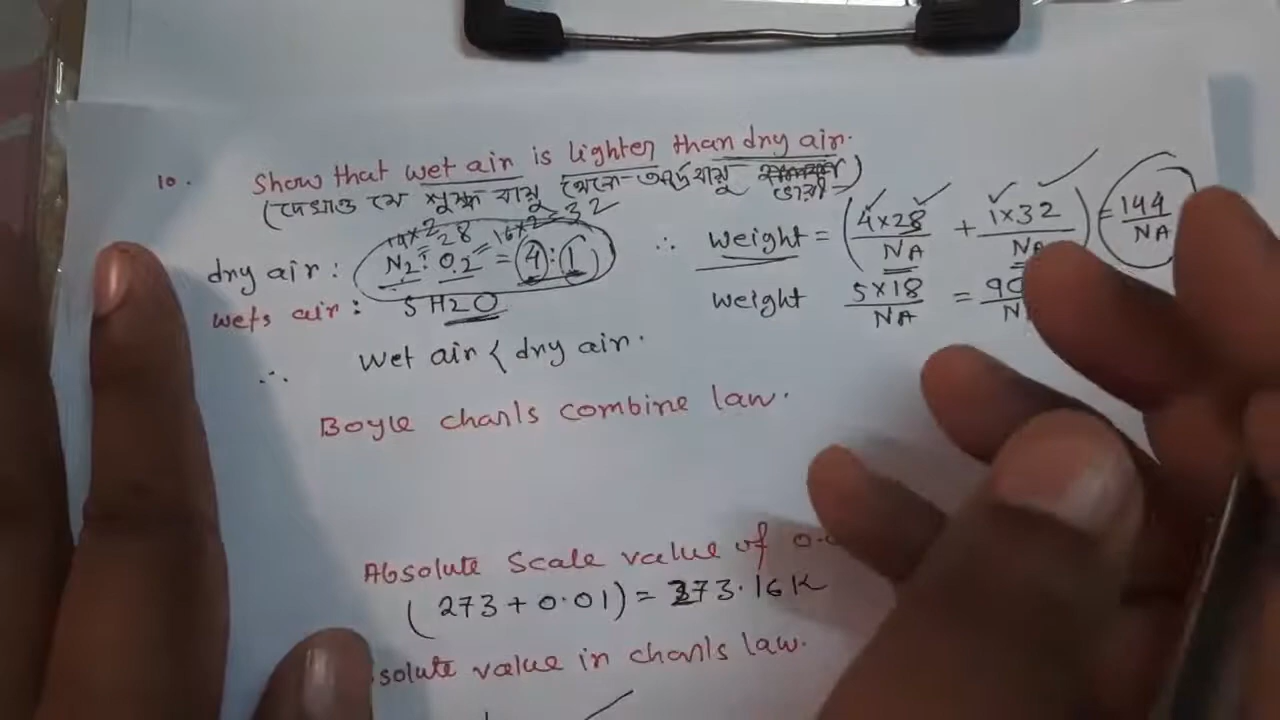 10. Show that wet air is lighter than dry air.
(দেখাও যে শুষ্ক বায়ু থেকে আর্দ্র বায়ু
14×2 = 28 16×2 = 32
dry air : N2 : O2 = 4 : 1 ∴ weight = (4×28/NA + 1×32/NA) = 144/NA
wets air : 5 H2O weight 5×18/NA = 90
∴ wet air < dry air.
Boyle charls combine law.
Absolute Scale value of
(273 + 0.01) = 273.16K
solute value in charls law.